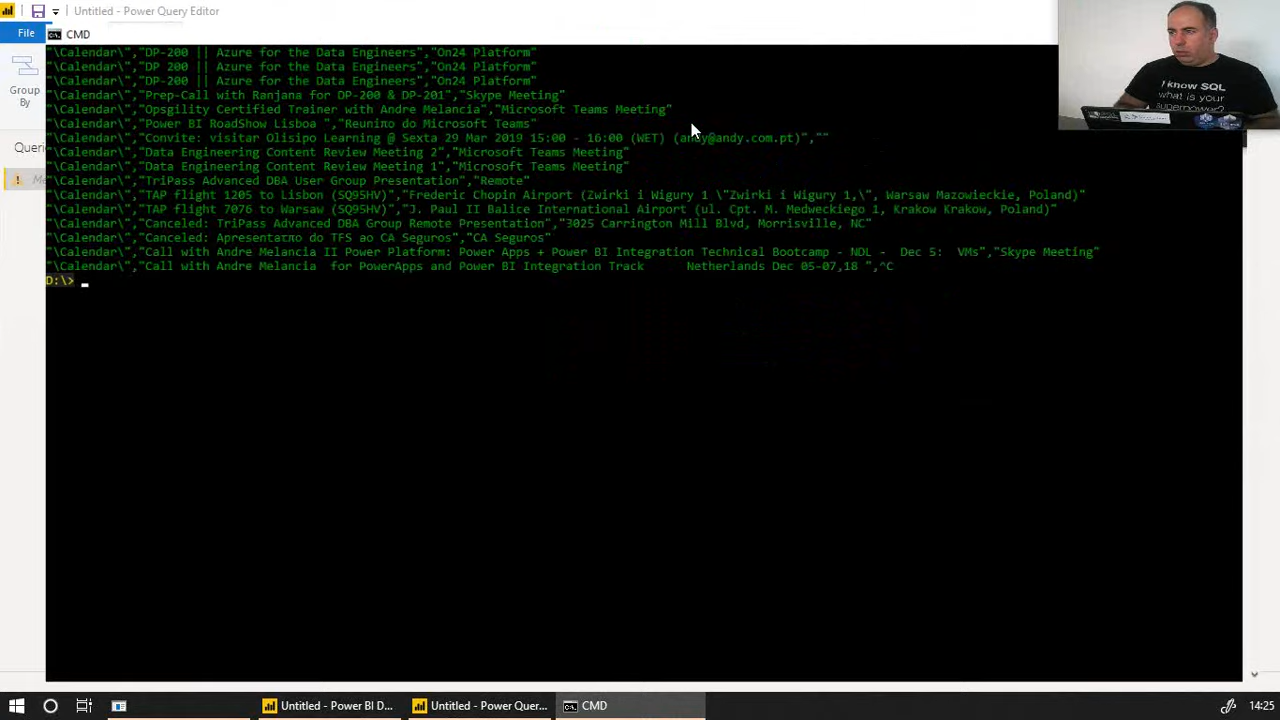 Untitled - Power Query Editor
File
CMD
Group
By
Quer
"\Calendar\","DP-200 || Azure for the Data Engineers","On24 Platform"
"\Calendar\","DP 200 || Azure for the Data Engineers","On24 Platform"
"\Calendar\","DP-200 || Azure for the Data Engineers","On24 Platform"
"\Calendar\","Prep-Call with Ranjana for DP-200 & DP-201","Skype Meeting"
"\Calendar\","Opsgility Certified Trainer with Andre Melancia","Microsoft Teams Meeting"
"\Calendar\","Power BI RoadShow Lisboa ","Reuniπo do Microsoft Teams"
"\Calendar\","Convite: visitar Olisipo Learning @ Sexta 29 Mar 2019 15:00 - 16:00 (WET) (andy@andy.com.pt)",""
"\Calendar\","Data Engineering Content Review Meeting 2","Microsoft Teams Meeting"
"\Calendar\","Data Engineering Content Review Meeting 1","Microsoft Teams Meeting"
"\Calendar\","TriPass Advanced DBA User Group Presentation","Remote"
"\Calendar\","TAP flight 1205 to Lisbon (SQ95HV)","Frederic Chopin Airport (Zwirki i Wigury 1 \"Zwirki i Wigury 1,\", Warsaw Mazowieckie, Poland)"
"\Calendar\","TAP flight 7076 to Warsaw (SQ95HV)","J. Paul II Balice International Airport (ul. Cpt. M. Medweckiego 1, Krakow Krakow, Poland)"
"\Calendar\","Canceled: TriPass Advanced DBA Group Remote Presentation","3025 Carrington Mill Blvd, Morrisville, NC"
"\Calendar\","Canceled: Apresentaτπo do TFS ao CA Seguros","CA Seguros"
"\Calendar\","Call with Andre Melancia II Power Platform: Power Apps + Power BI Integration Technical Bootcamp - NDL -  Dec 5:  VMs","Skype Meeting"
"\Calendar\","Call with Andre Melancia  for PowerApps and Power BI Integration Track      Netherlands Dec 05-07,18 ",^C
D:\>
I know SQL
what is your
superpower?
Untitled - Power BI D...
Untitled - Power Quer...
CMD
14:25